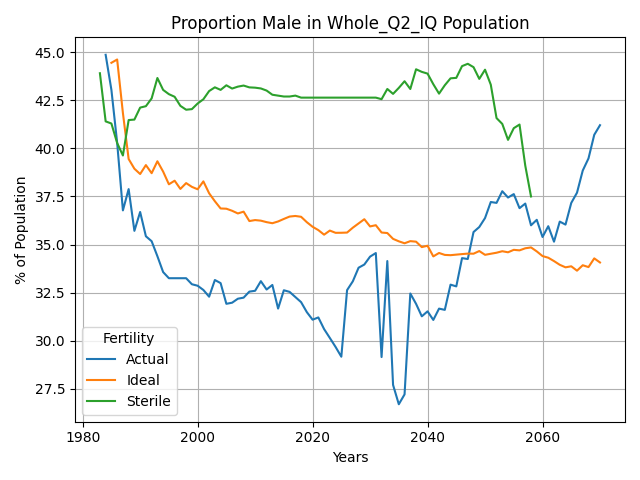 Proportion Male in Whole_Q2_IQ Population
% of Population
45.0
42.5
40.0
37.5
35.0
32.5
30.0
27.5
Fertility
Actual
Ideal
Sterile
1980
2000
2020
2040
2060
Years